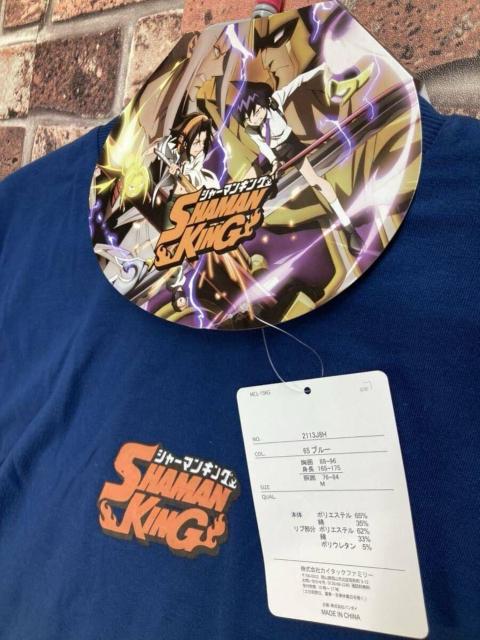 シャーマンキング
SHAMAN
KING
MCL-15KG
NO. 2113J8H
COL. 65 ブルー
胸囲 88-96
身長 165-175
胴囲 76-84
SIZE M
QUAL.
本体 ポリエステル 65%
綿 35%
リブ部分 ポリエステル 62%
綿 33%
ポリウレタン 5%
株式会社カイタックファミリー
MADE IN CHINA
シャーマンキング
SHAMAN
KING